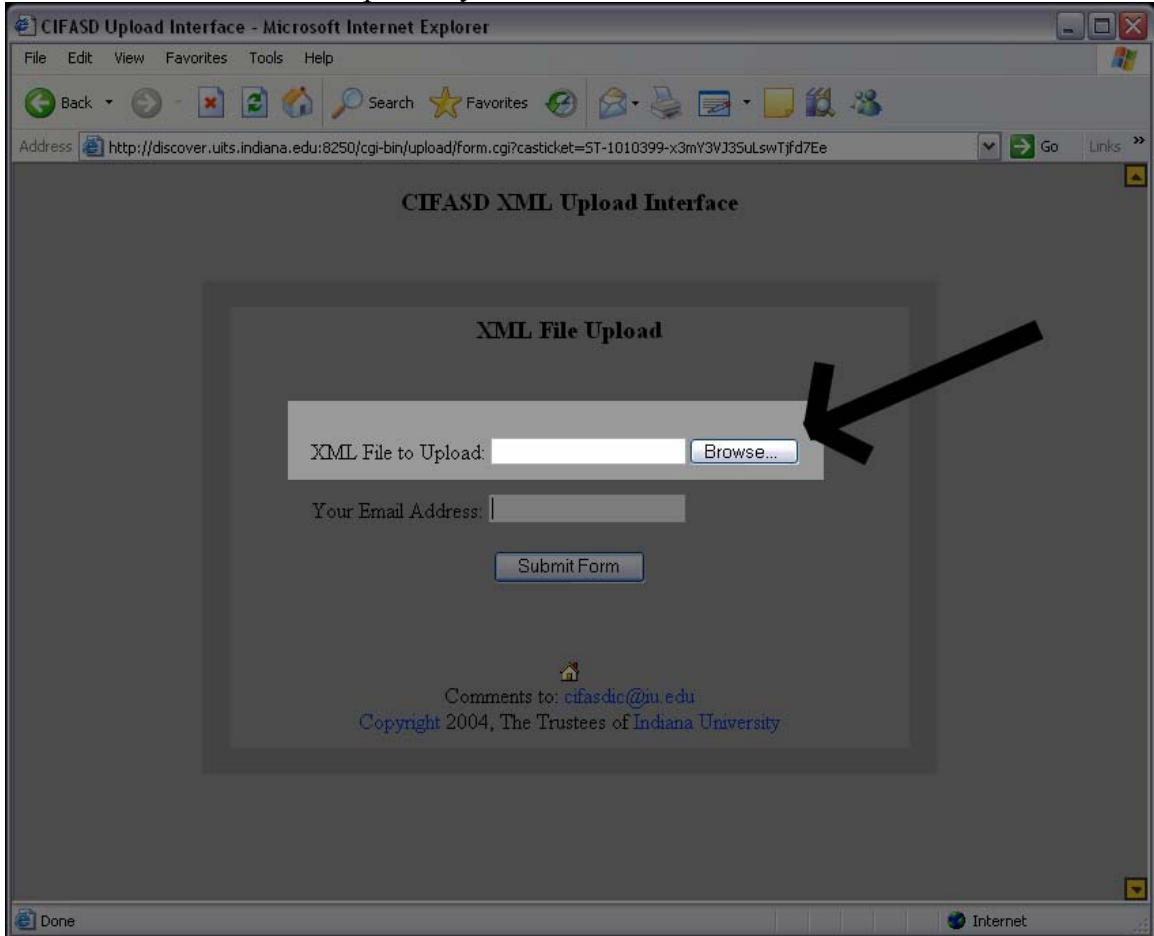 CIFASD Upload Interface - Microsoft Internet Explorer
File Edit View Favorites Tools Help
Back Search Favorites
Address http://discover.uits.indiana.edu:8250/cgi-bin/upload/form.cgi?casticket=ST-1010399-x3mY3VJ3SuLswTjfd7Ee Go Links »
CIFASD XML Upload Interface
XML File Upload
XML File to Upload: Browse...
Your Email Address:
Submit Form
Comments to: cifasdic@iu.edu
Copyright 2004, The Trustees of Indiana University
Done Internet